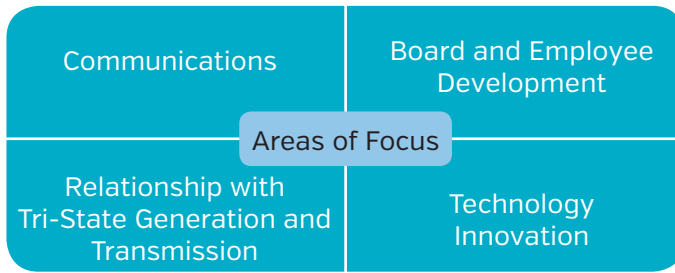 Communications
Board and Employee
Development
Areas of Focus
Relationship with
Tri-State Generation and
Transmission
Technology
Innovation